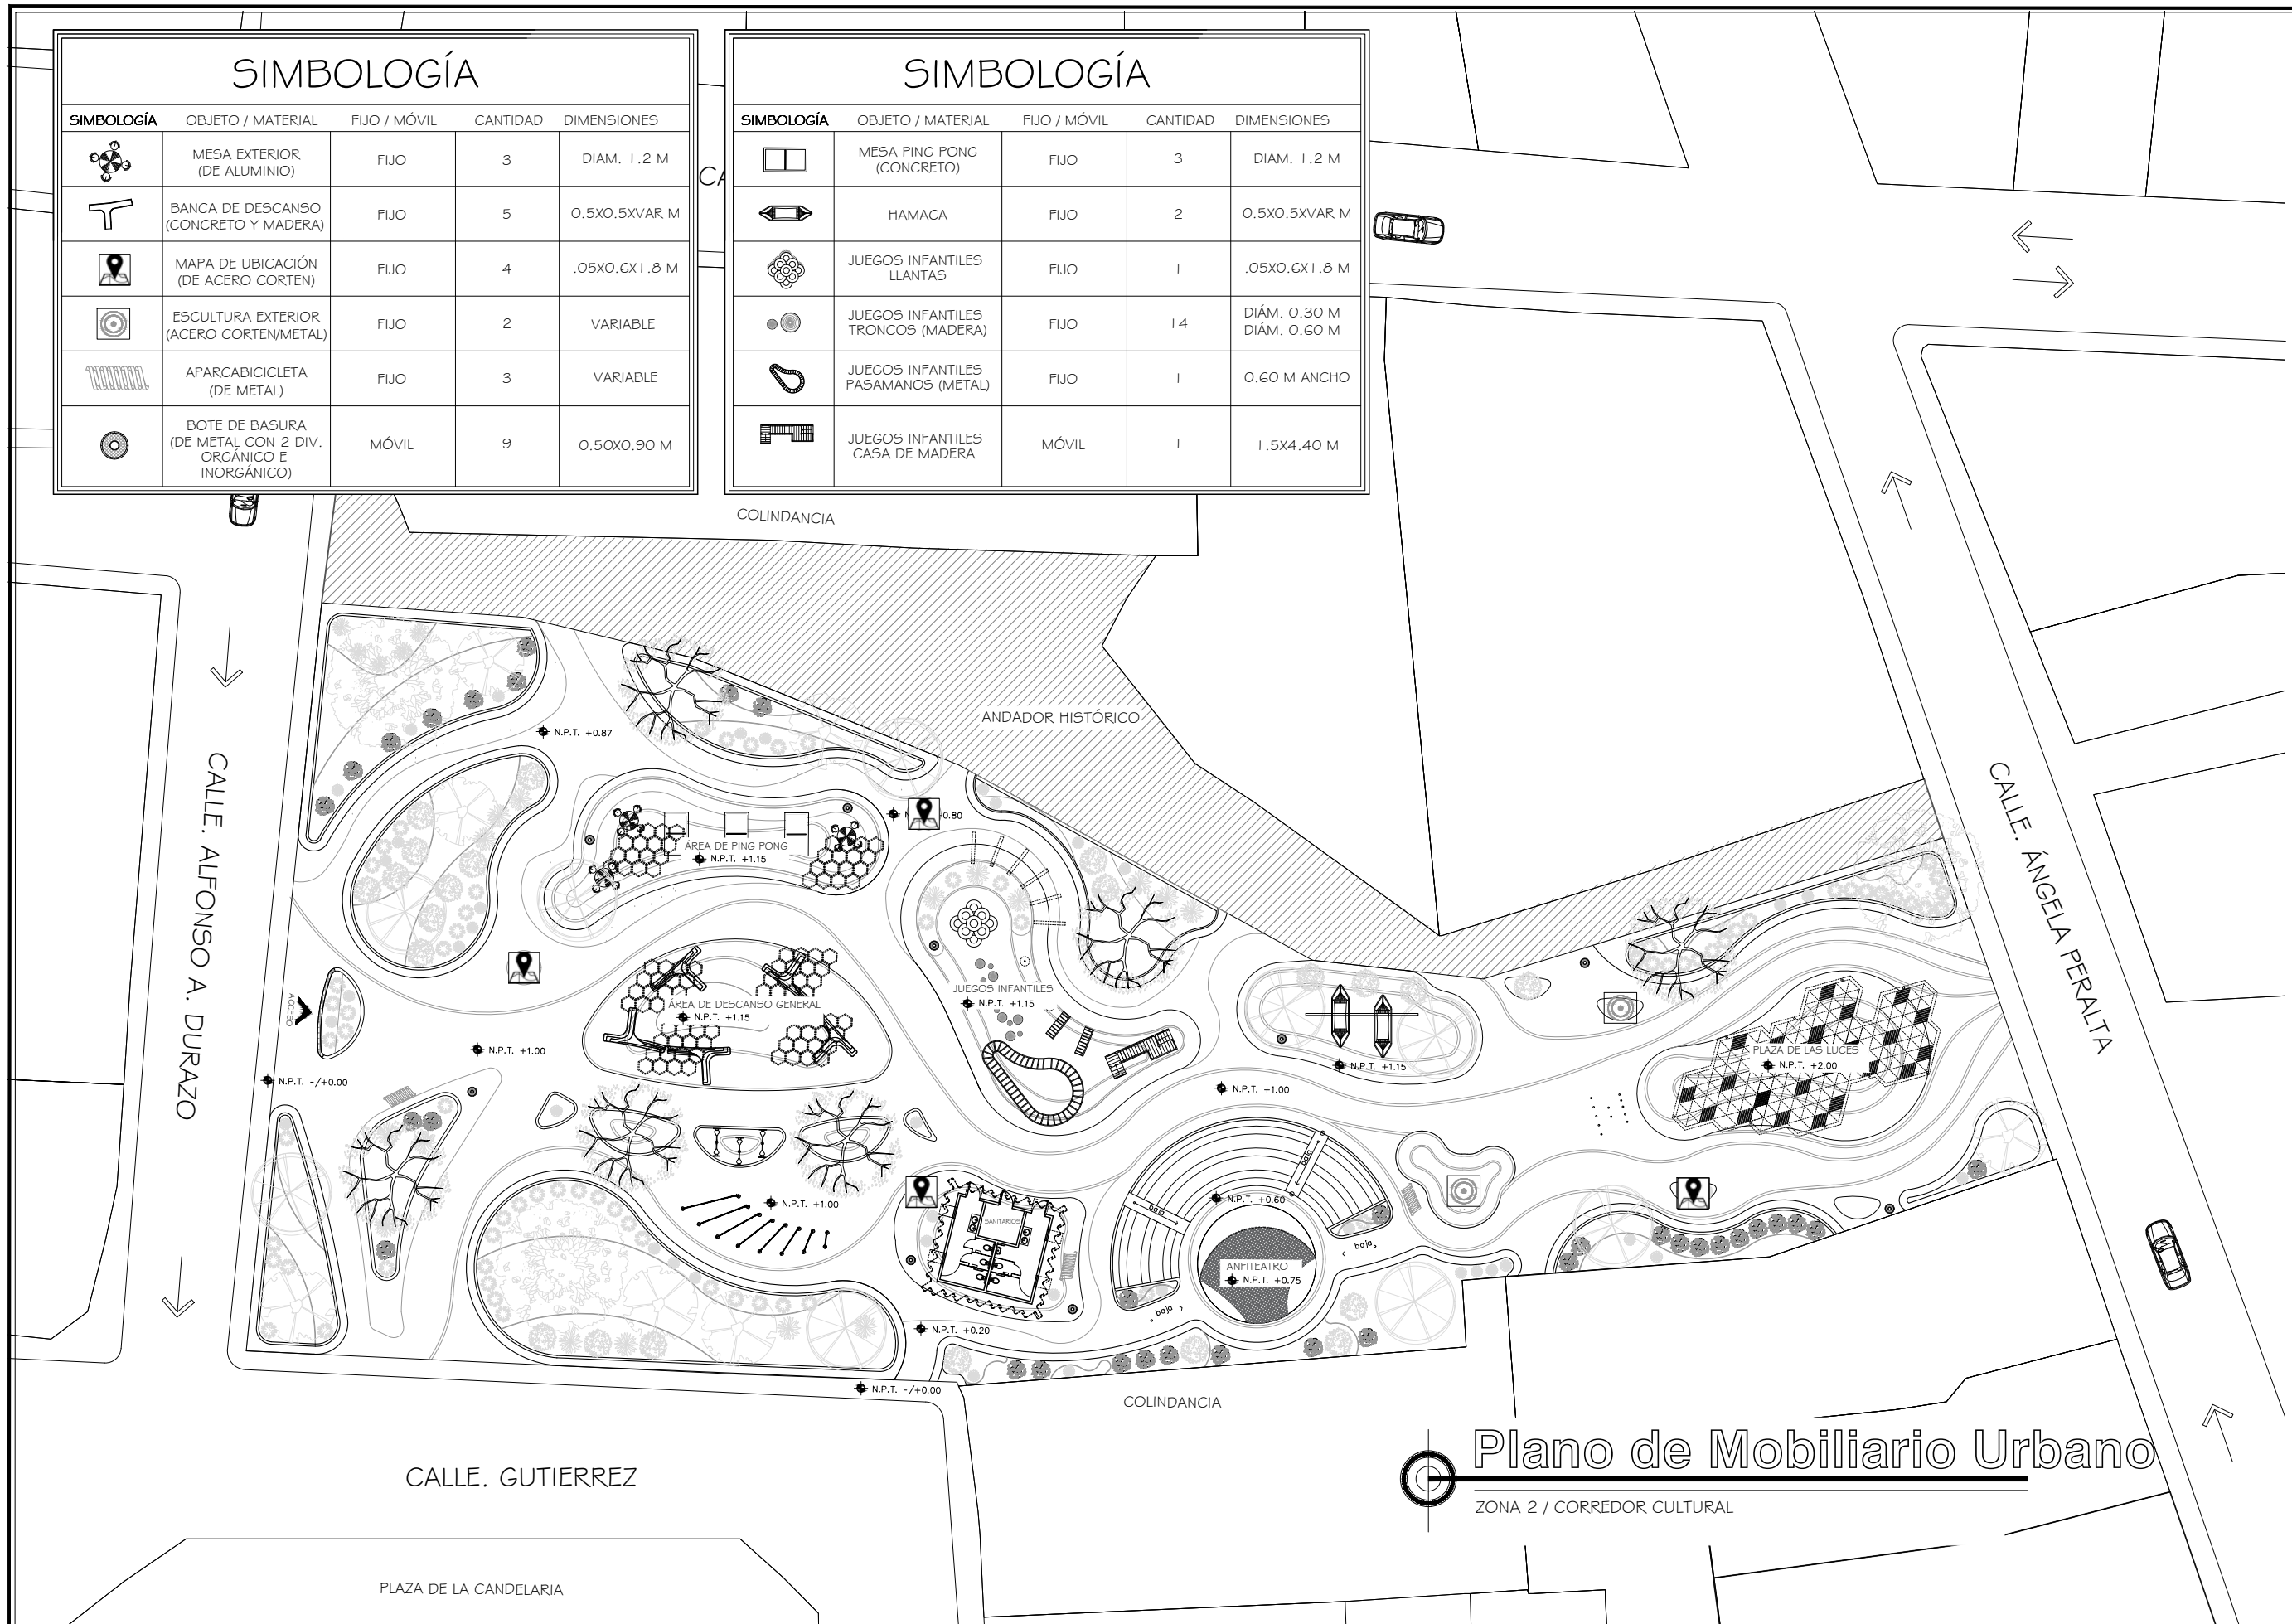 SIMBOLOGÍA
SIMBOLOGÍA OBJETO / MATERIAL FIJO / MÓVIL CANTIDAD DIMENSIONES
MESA EXTERIOR
(DE ALUMINIO) FIJO 3 DIAM. 1.2 M
BANCA DE DESCANSO
(CONCRETO Y MADERA) FIJO 5 0.5X0.5XVAR M
MAPA DE UBICACIÓN
(DE ACERO CORTEN) FIJO 4 .05X0.6X1.8 M
ESCULTURA EXTERIOR
(ACERO CORTEN/METAL) FIJO 2 VARIABLE
APARCABICICLETA
(DE METAL) FIJO 3 VARIABLE
BOTE DE BASURA
(DE METAL CON 2 DIV.
ORGÁNICO E
INORGÁNICO) MÓVIL 9 0.50X0.90 M
SIMBOLOGÍA
SIMBOLOGÍA OBJETO / MATERIAL FIJO / MÓVIL CANTIDAD DIMENSIONES
MESA PING PONG
(CONCRETO) FIJO 3 DIAM. 1.2 M
HAMACA FIJO 2 0.5X0.5XVAR M
JUEGOS INFANTILES
LLANTAS FIJO 1 .05X0.6X1.8 M
JUEGOS INFANTILES
TRONCOS (MADERA) FIJO 14 DIÁM. 0.30 M
DIÁM. 0.60 M
JUEGOS INFANTILES
PASAMANOS (METAL) FIJO 1 0.60 M ANCHO
JUEGOS INFANTILES
CASA DE MADERA MÓVIL 1 1.5X4.40 M
CA
COLINDANCIA
ANDADOR HISTÓRICO
N.P.T. +0.87
CALLE. ALFONSO A. DURAZO
CALLE. ÁNGELA PERALTA
0.80
ÁREA DE PING PONG
N.P.T. +1.15
JUEGOS INFANTILES
N.P.T. +1.15
ÁREA DE DESCANSO GENERAL
N.P.T. +1.15
ACCESO
N.P.T. +1.00
N.P.T. -/+0.00
N.P.T. +1.15
PLAZA DE LAS LUCES
N.P.T. +2.00
N.P.T. +1.00
baja
baja
N.P.T. +0.60
N.P.T. +1.00
SANITARIOS
baja
ANFITEATRO
N.P.T. +0.75
baja
N.P.T. +0.20
N.P.T. -/+0.00
COLINDANCIA
CALLE. GUTIERREZ
Plano de Mobiliario Urbano
ZONA 2 / CORREDOR CULTURAL
PLAZA DE LA CANDELARIA